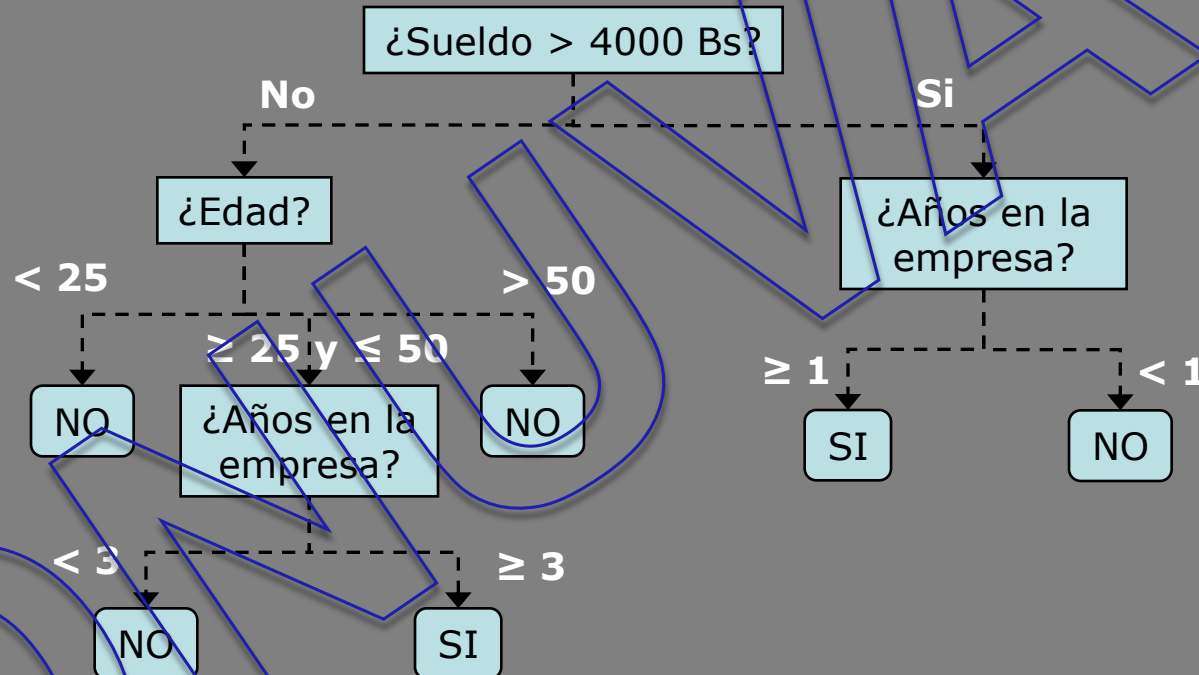 ¿Sueldo > 4000 Bs?
No
Si
¿Edad?
¿Años en la
empresa?
< 25
≥ 25 y ≤ 50
> 50
≥ 1
< 1
NO
¿Años en la
empresa?
NO
SI
NO
< 3
≥ 3
NO
SI